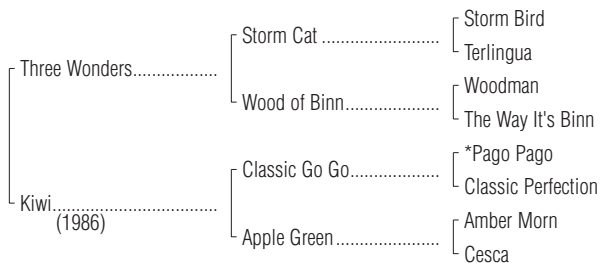 Storm Bird
Storm Cat ........................
Terlingua
Three Wonders.................
Woodman
Wood of Binn...................
The Way It's Binn
*Pago Pago
Classic Go Go..................
Classic Perfection
Kiwi.................................
(1986)
Amber Morn
Apple Green.....................
Cesca